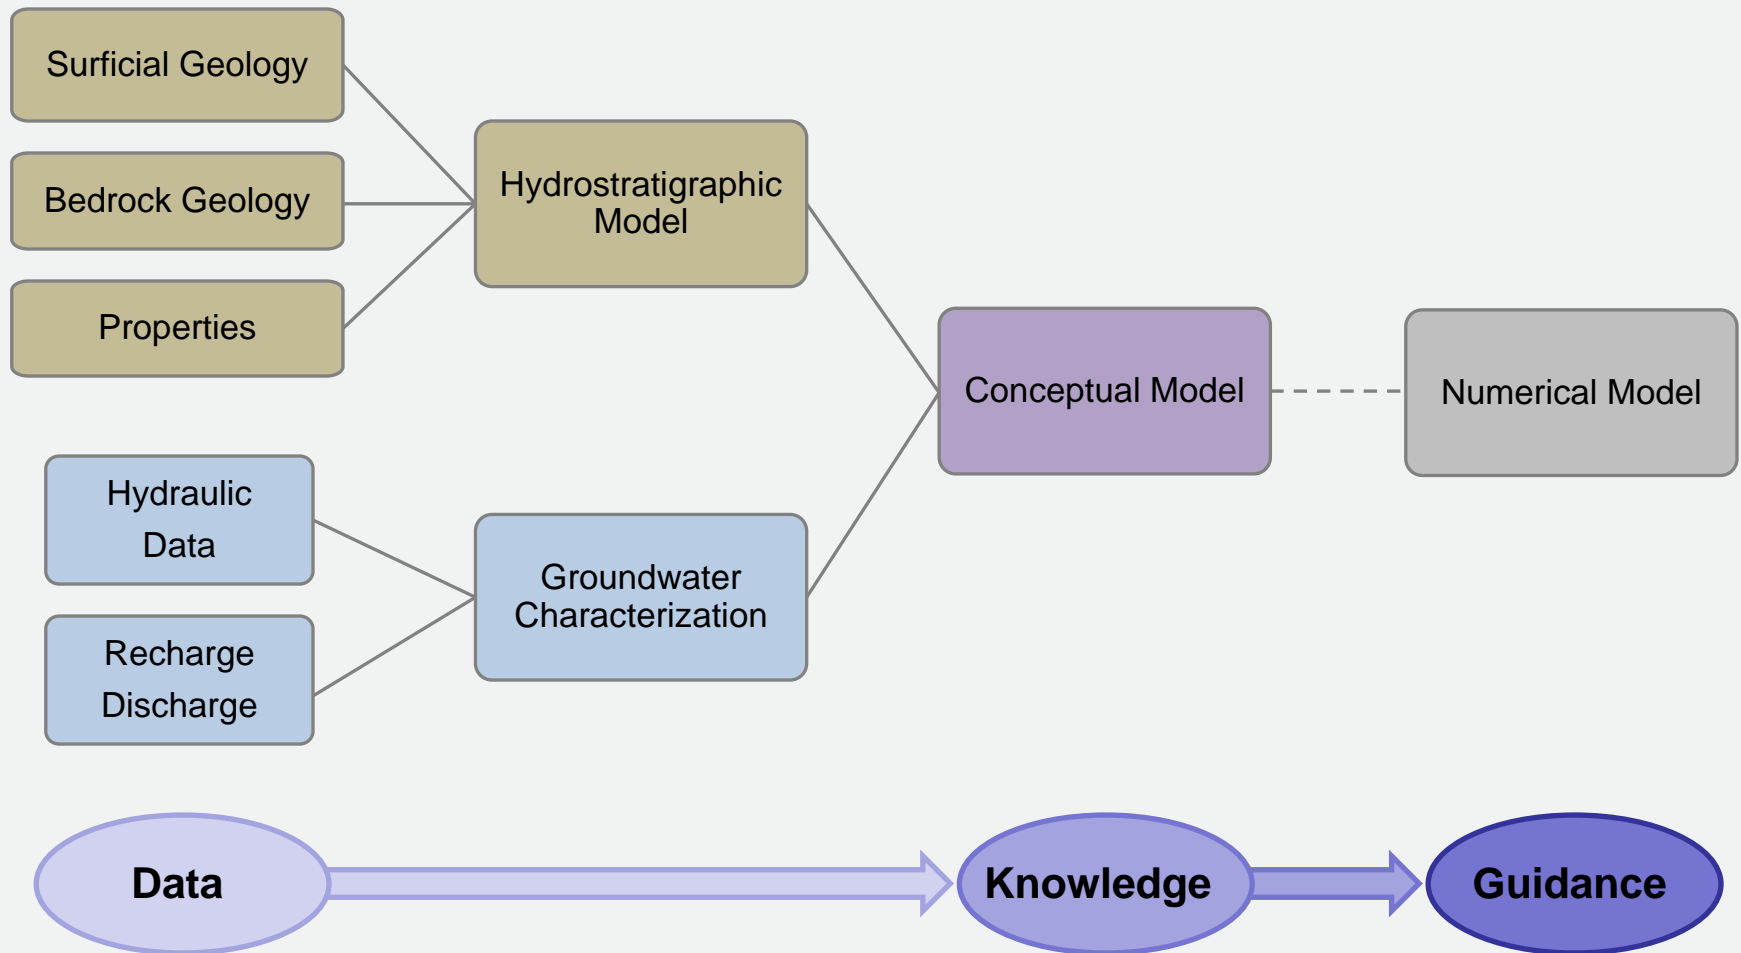 Surficial Geology
Bedrock Geology
Properties
Hydrostratigraphic
Model
Hydraulic
Data
Recharge
Discharge
Groundwater
Characterization
Conceptual Model
Numerical Model
Data
Knowledge
Guidance